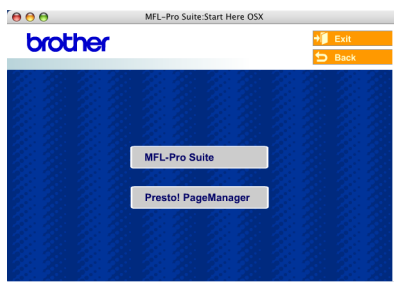 MFL-Pro Suite:Start Here OSX
brother
Exit
Back
MFL-Pro Suite
Presto! PageManager